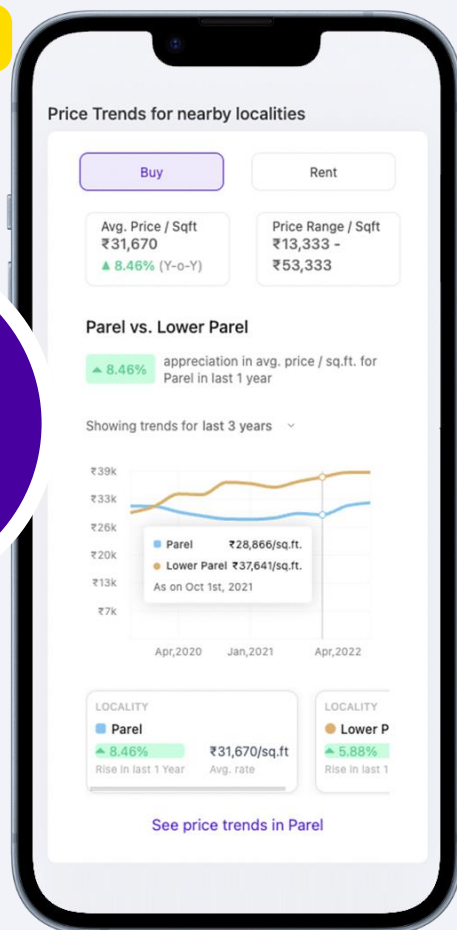 Price Trends for nearby localities
Buy
Rent
Avg. Price / Sqft
₹31,670
▲ 8.46% (Y-o-Y)
Price Range / Sqft
₹13,333 -
₹53,333
Parel vs. Lower Parel
8.46%
appreciation in avg. price / sq.ft. for
Parel in last 1 year
Showing trends for last 3 years
₹39k
₹33k
₹26k
₹20k
₹13k
₹7k
Parel ₹28,866/sq.ft.
Lower Parel ₹37,641/sq.ft.
As on Oct 1st, 2021
Apr,2020 Jan,2021 Apr,2022
LOCALITY
Parel
8.46% ₹31,670/sq.ft
Rise in last 1 Year Avg. rate
LOCALITY
Lower P
5.88%
Rise in last 1
See price trends in Parel